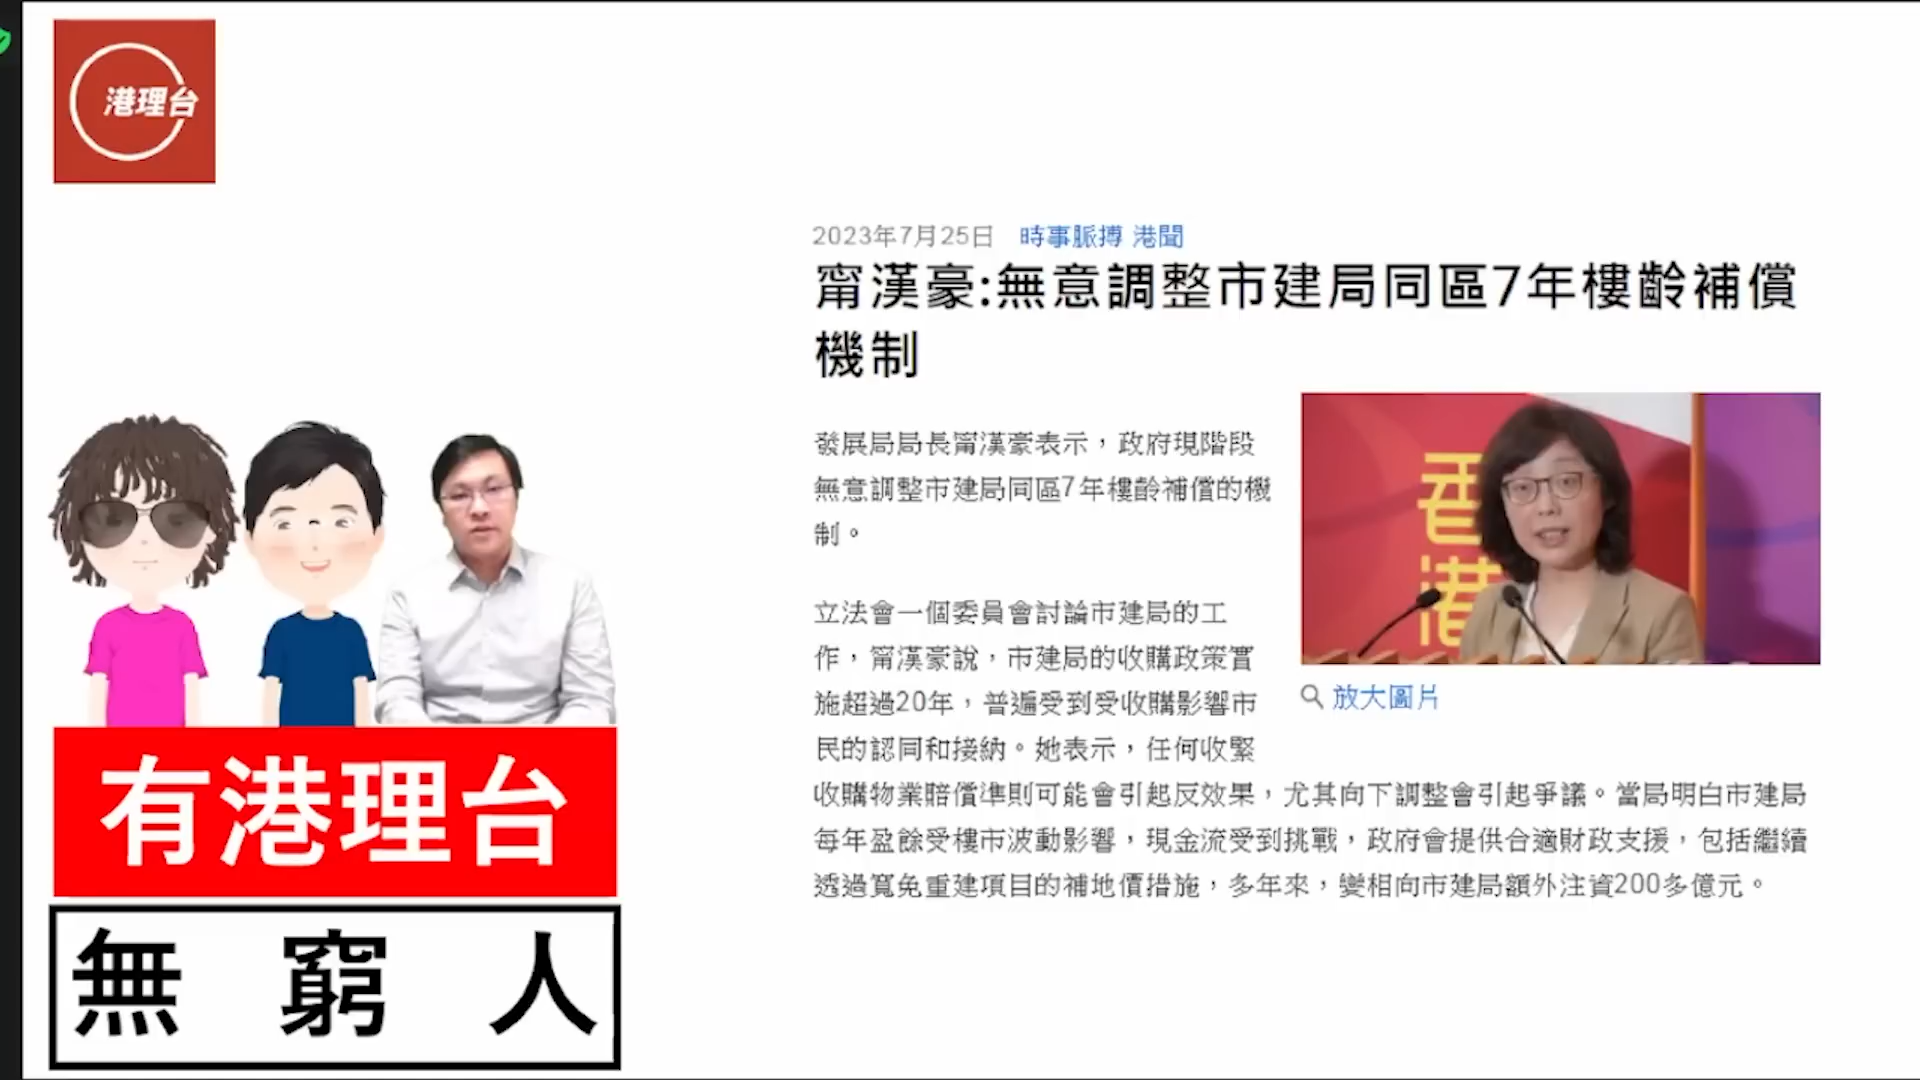 港理台
2023年7月25日 時事脈搏 港聞
甯漢豪:無意調整市建局同區7年樓齡補償
機制
發展局局長甯漢豪表示，政府現階段
無意調整市建局同區7年樓齡補償的機
制。
立法會一個委員會討論市建局的工
作，甯漢豪說，市建局的收購政策實
施超過20年，普遍受到受收購影響市
民的認同和接納。她表示，任何收緊
收購物業賠償準則可能會引起反效果，尤其向下調整會引起爭議。當局明白市建局
每年盈餘受樓市波動影響，現金流受到挑戰，政府會提供合適財政支援，包括繼續
透過寬免重建項目的補地價措施，多年來，變相向市建局額外注資200多億元。
香港
放大圖片
有港理台
無窮人